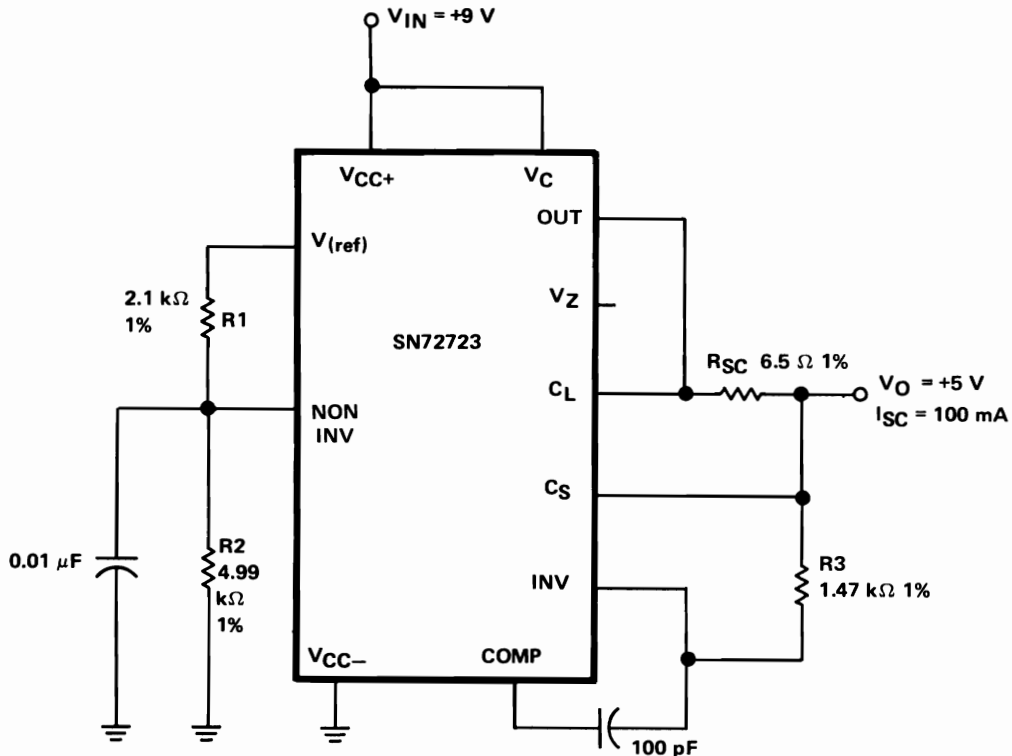 VIN = +9 V
VCC+
VC
OUT
V(ref)
2.1 kΩ
1%
R1
VZ
SN72723
RSC 6.5 Ω 1%
CL
VO = +5 V
ISC = 100 mA
NON
INV
CS
0.01 μF
R2
4.99
kΩ
1%
INV
R3
1.47 kΩ 1%
VCC−
COMP
100 pF